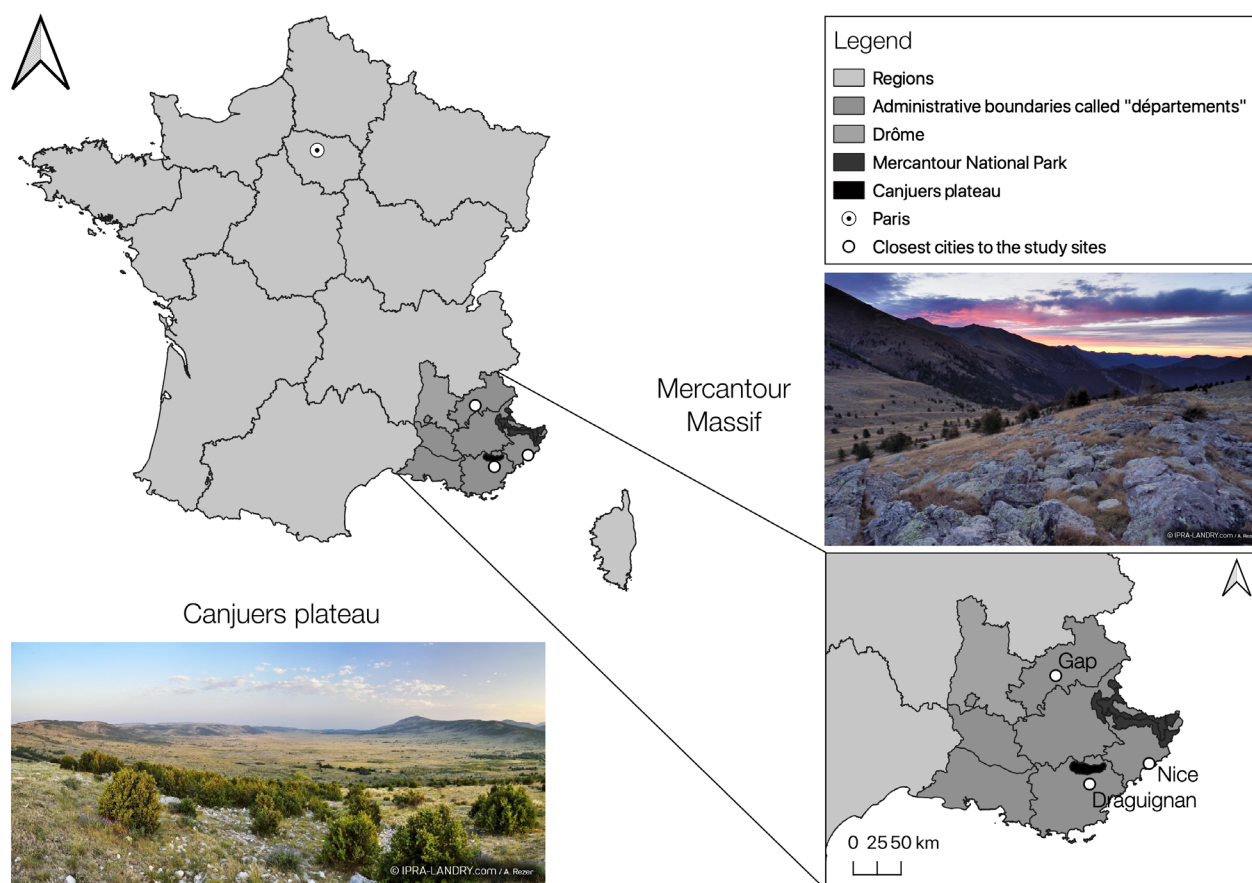 Legend
Regions
Administrative boundaries called "départements"
Drôme
Mercantour National Park
Canjuers plateau
Paris
Closest cities to the study sites
Mercantour
Massif
© IPRA-LANDRY.com / A. Rezer
Canjuers plateau
© IPRA-LANDRY.com / A. Rezer
Gap
Nice
Draguignan
0 25 50 km